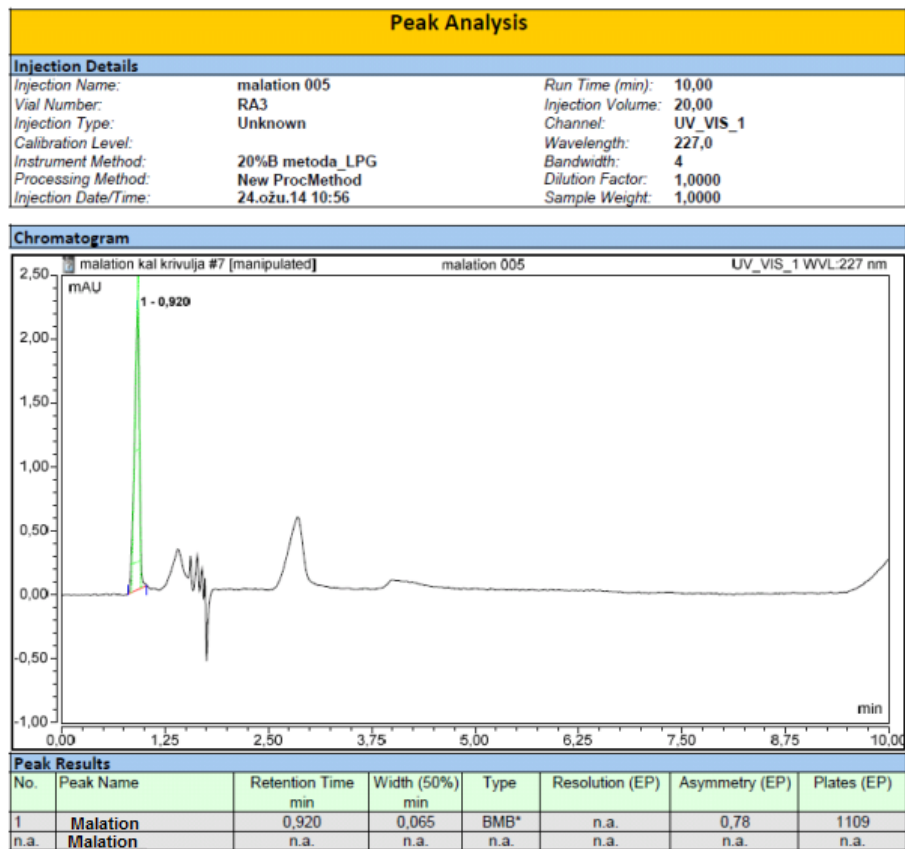 Peak Analysis
Injection Details
Injection Name: malation 005 Run Time (min): 10,00
Vial Number: RA3 Injection Volume: 20,00
Injection Type: Unknown Channel: UV_VIS_1
Calibration Level: Wavelength: 227,0
Instrument Method: 20%B metoda_LPG Bandwidth: 4
Processing Method: New ProcMethod Dilution Factor: 1,0000
Injection Date/Time: 24.ožu.14 10:56 Sample Weight: 1,0000
Chromatogram
malation kal krivulja #7 [manipulated] malation 005 UV_VIS_1 WVL:227 nm
2,50
mAU
1 - 0,920
2,00
1,50
1,00
0,50
0,00
-0,50
-1,00
min
0,00 1,25 2,50 3,75 5,00 6,25 7,50 8,75 10,00
Peak Results
No. Peak Name Retention Time Width (50%) Type Resolution (EP) Asymmetry (EP) Plates (EP)
min min
1 Malation 0,920 0,065 BMB* n.a. 0,78 1109
n.a. Malation n.a. n.a. n.a. n.a. n.a. n.a.